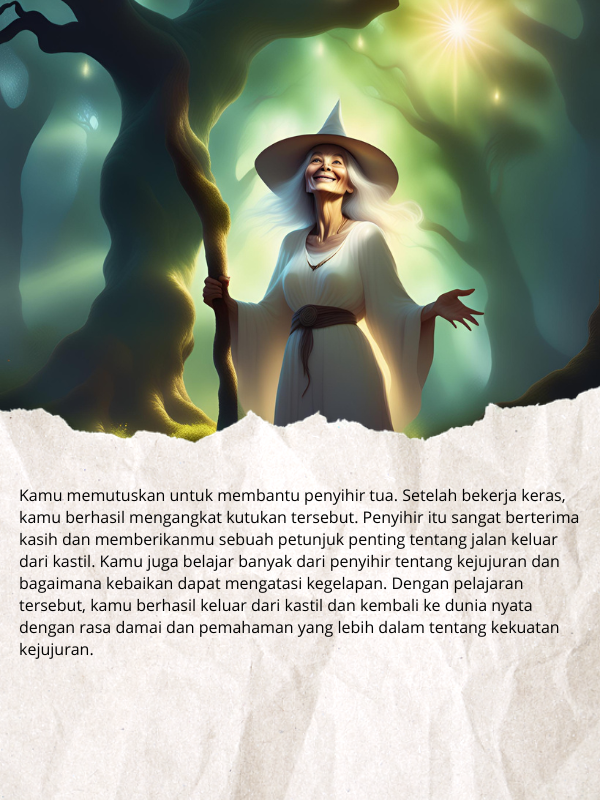 Kamu memutuskan untuk membantu penyihir tua. Setelah bekerja keras,
kamu berhasil mengangkat kutukan tersebut. Penyihir itu sangat berterima
kasih dan memberikanmu sebuah petunjuk penting tentang jalan keluar
dari kastil. Kamu juga belajar banyak dari penyihir tentang kejujuran dan
bagaimana kebaikan dapat mengatasi kegelapan. Dengan pelajaran
tersebut, kamu berhasil keluar dari kastil dan kembali ke dunia nyata
dengan rasa damai dan pemahaman yang lebih dalam tentang kekuatan
kejujuran.